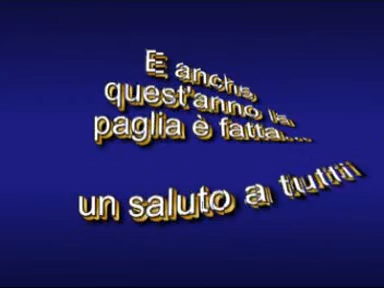 E anche,
quest'anno la
paglia è fatta....
un saluto a tutti!